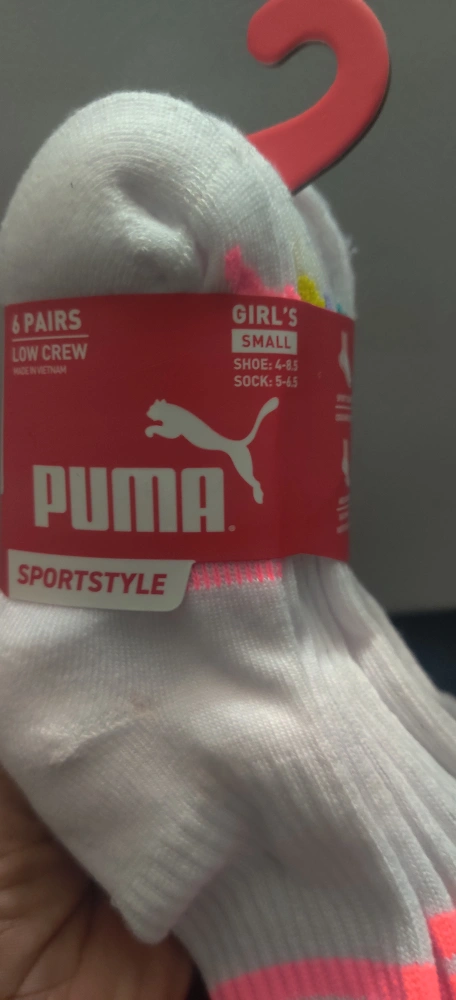 6 PAIRS
LOW CREW
MADE IN VIETNAM
GIRL'S
SMALL
SHOE: 4-8.5
SOCK: 5-6.5
PUMA
SPORTSTYLE